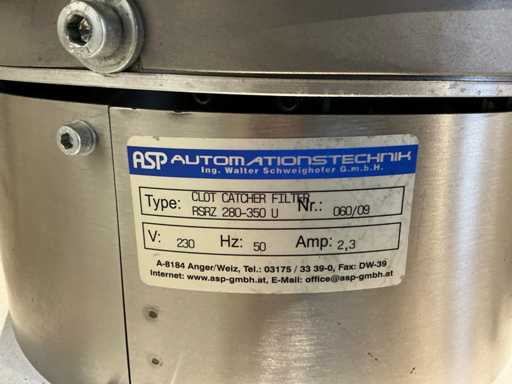 ASP AUTOMATIONSTECHNIK
Ing. Walter Schweighofer G.m.b.H.
Type: CLOT CATCHER FILTER
RSRZ 280-350 U Nr.: 060/09
V: 230 Hz: 50 Amp: 2,3
A-8184 Anger/Weiz, Tel.: 03175 / 33 39-0, Fax: DW-39
Internet: www.asp-gmbh.at, E-Mail: office@asp-gmbh.at